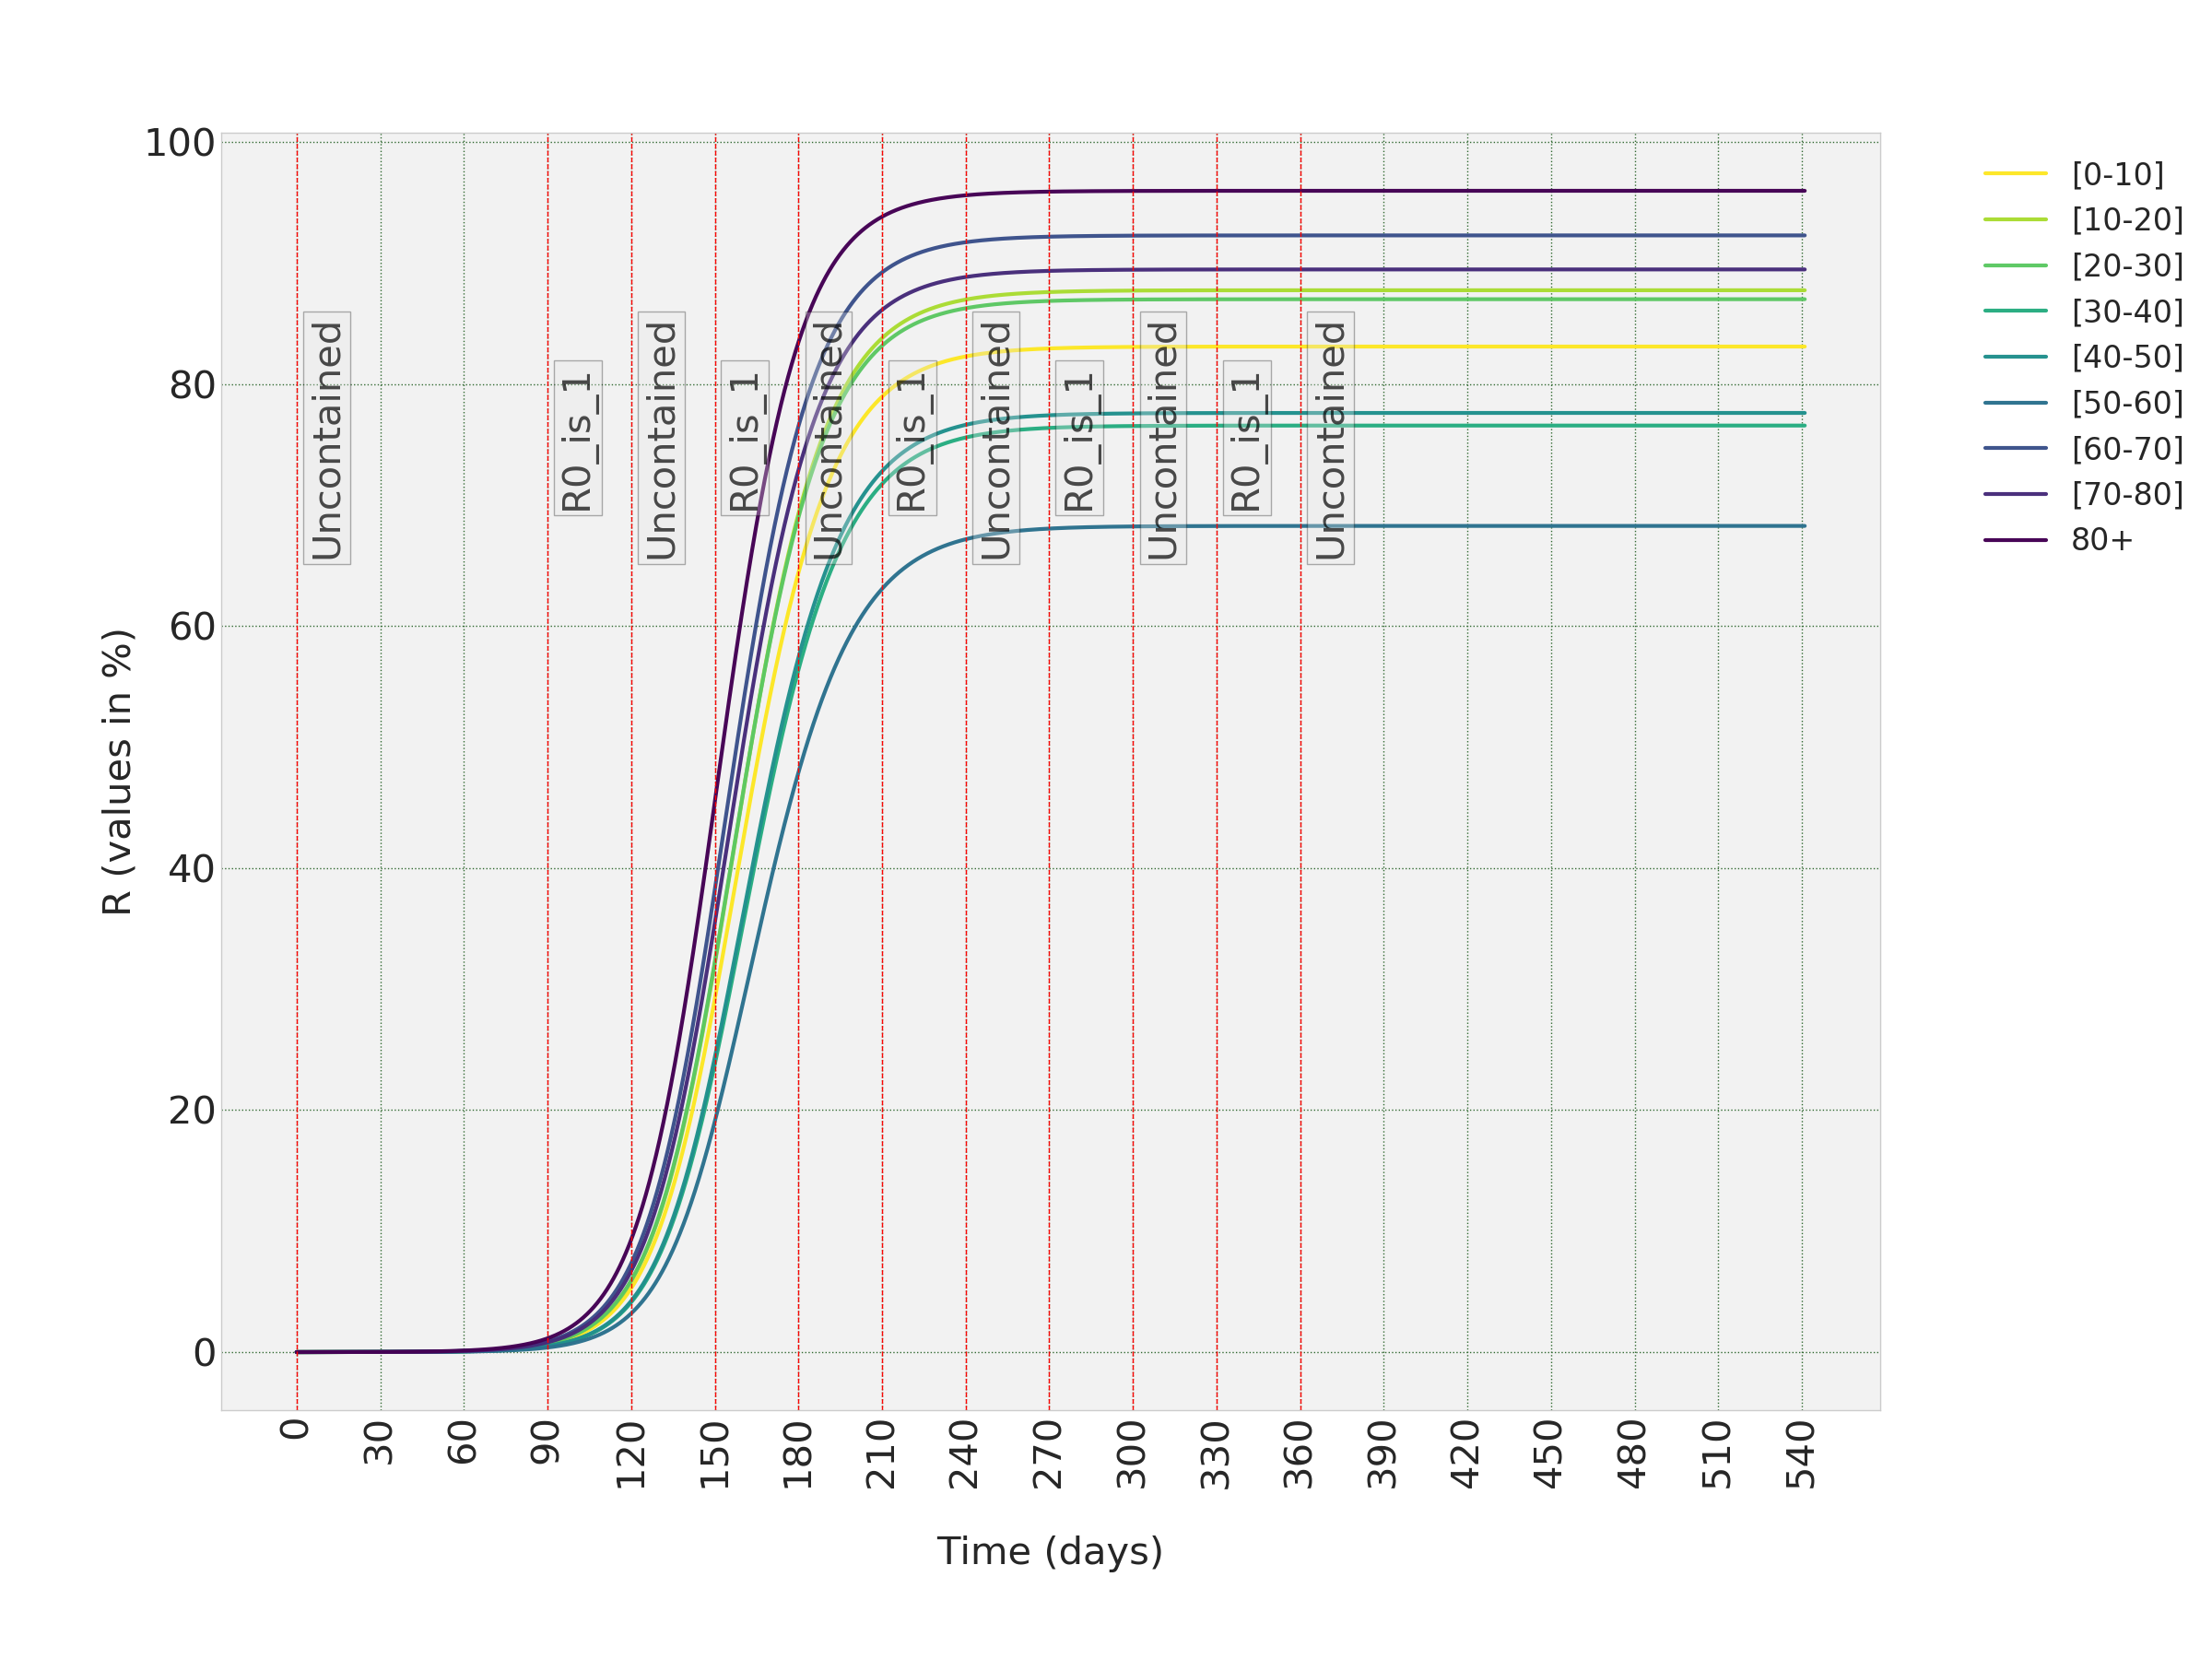 100
80
60
40
20
0
R (values in %)
Uncontained
R0_is_1
Uncontained
R0_is_1
Uncontained
R0_is_1
Uncontained
R0_is_1
Uncontained
R0_is_1
Uncontained
0 30 60 90 120 150 180 210 240 270 300 330 360 390 420 450 480 510 540
Time (days)
[0-10]
[10-20]
[20-30]
[30-40]
[40-50]
[50-60]
[60-70]
[70-80]
80+